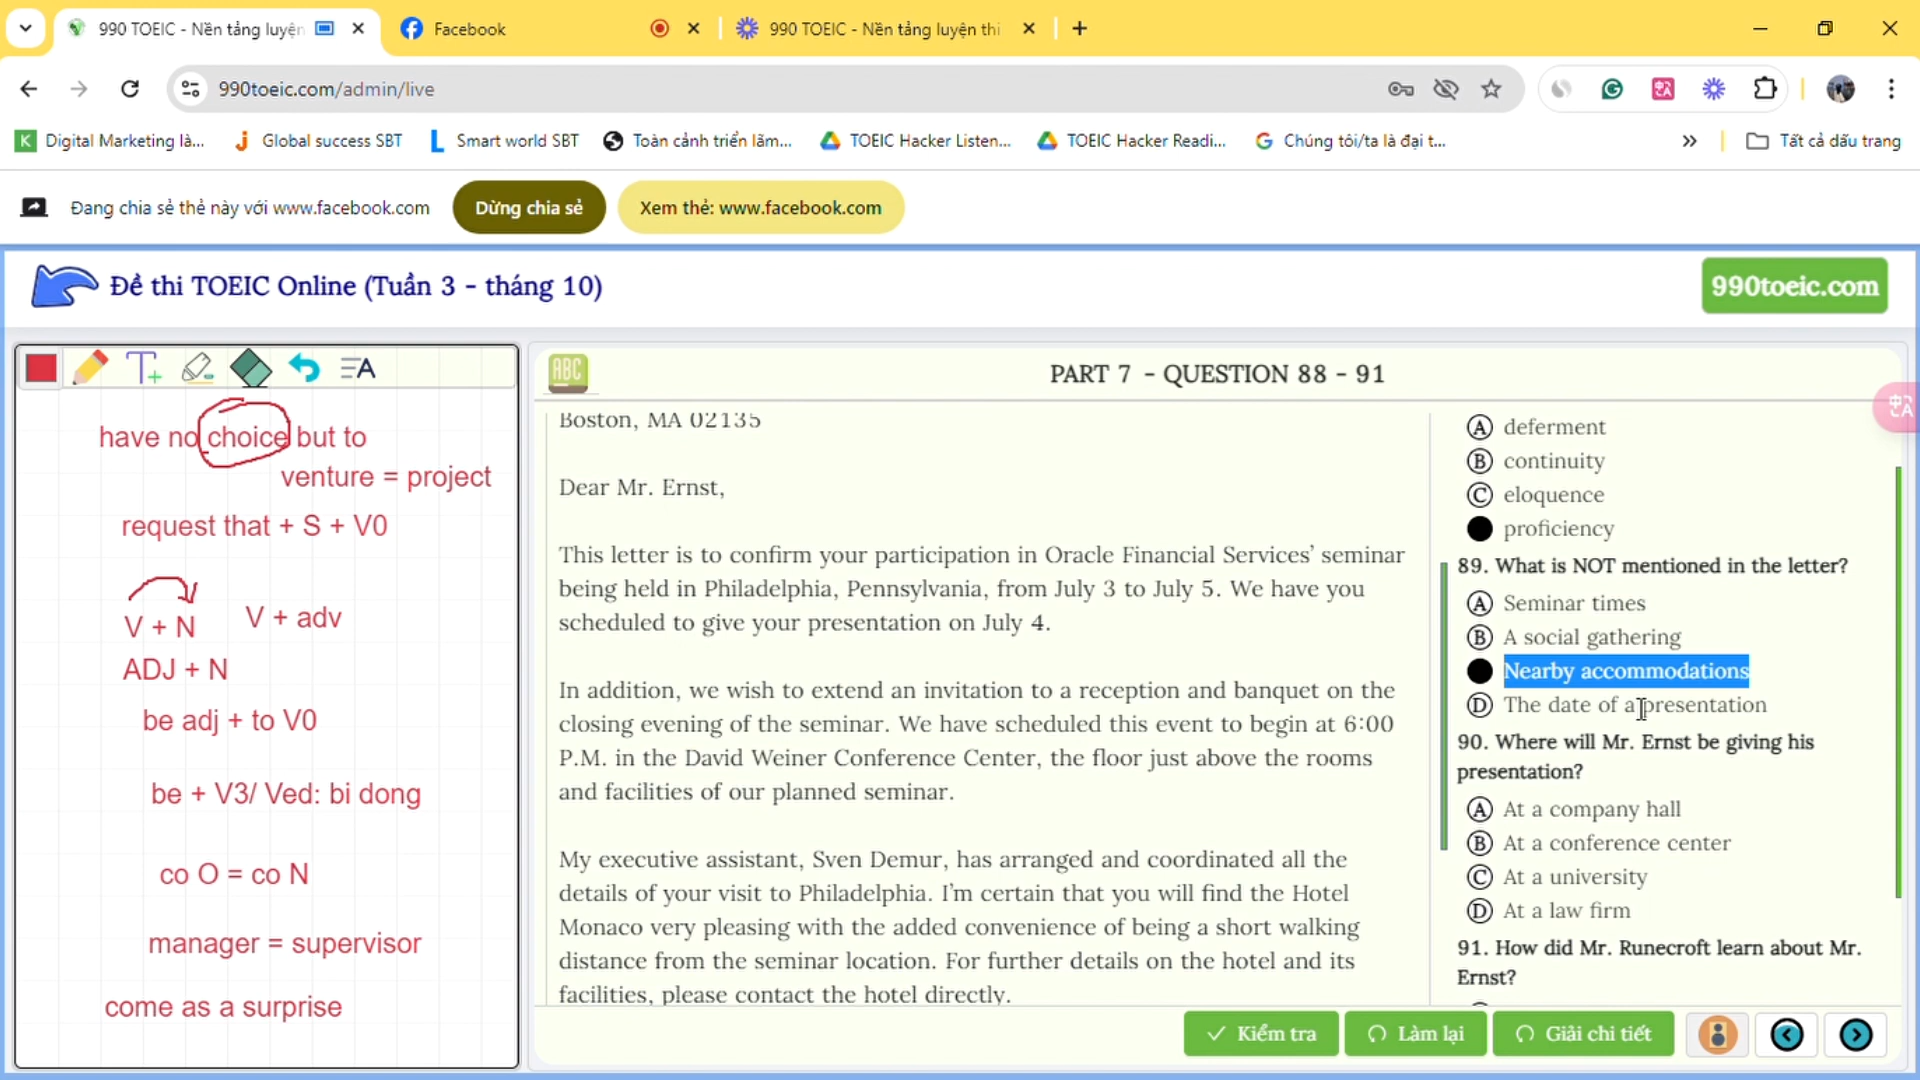 990 TOEIC - Nền tảng luyện
Facebook
990 TOEIC - Nền tảng luyện thi
990toeic.com/admin/live
Digital Marketing là...
Global success SBT
Smart world SBT
Toàn cảnh triển lãm...
TOEIC Hacker Listen...
TOEIC Hacker Readi...
Chúng tôi/ta là đại t...
Tất cả dấu trang
Đang chia sẻ thẻ này với www.facebook.com
Dừng chia sẻ
Xem thẻ: www.facebook.com
Đề thi TOEIC Online (Tuần 3 - tháng 10)
990toeic.com
have no choice but to
venture = project
request that + S + V0
V + N
V + adv
ADJ + N
be adj + to V0
be + V3/ Ved: bi dong
co O = co N
manager = supervisor
come as a surprise
ABC
PART 7 - QUESTION 88 - 91
Boston, MA 02135
Dear Mr. Ernst,
This letter is to confirm your participation in Oracle Financial Services' seminar
being held in Philadelphia, Pennsylvania, from July 3 to July 5. We have you
scheduled to give your presentation on July 4.
In addition, we wish to extend an invitation to a reception and banquet on the
closing evening of the seminar. We have scheduled this event to begin at 6:00
P.M. in the David Weiner Conference Center, the floor just above the rooms
and facilities of our planned seminar.
My executive assistant, Sven Demur, has arranged and coordinated all the
details of your visit to Philadelphia. I'm certain that you will find the Hotel
Monaco very pleasing with the added convenience of being a short walking
distance from the seminar location. For further details on the hotel and its
facilities, please contact the hotel directly.
A deferment
B continuity
C eloquence
proficiency
89. What is NOT mentioned in the letter?
A Seminar times
B A social gathering
Nearby accommodations
D The date of a presentation
90. Where will Mr. Ernst be giving his
presentation?
A At a company hall
B At a conference center
C At a university
D At a law firm
91. How did Mr. Runecroft learn about Mr.
Ernst?
Kiểm tra
Làm lại
Giải chi tiết